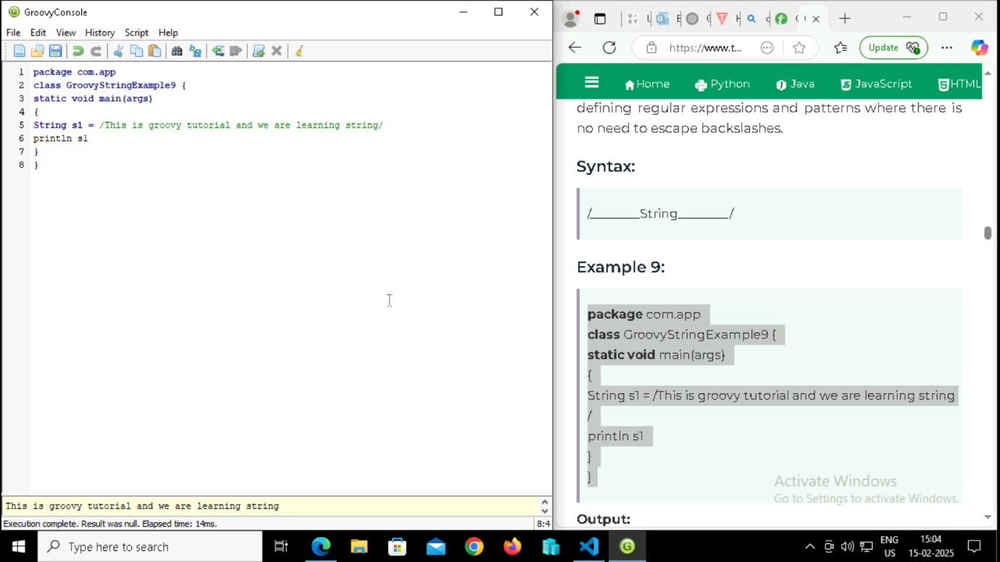 GroovyConsole
File Edit View History Script Help
1 package com.app
2 class GroovyStringExample9 {
3 static void main(args)
4 {
5 String s1 = /This is groovy tutorial and we are learning string/
6 println s1
7 }
8 }
This is groovy tutorial and we are learning string
Execution complete. Result was null. Elapsed time: 14ms.
8:4
https://www.t...
Update
Home
Python
Java
JavaScript
HTML
defining regular expressions and patterns where there is
no need to escape backslashes.
Syntax:
/________String________/
Example 9:
package com.app
class GroovyStringExample9 {
static void main(args)
{
String s1 = /This is groovy tutorial and we are learning string
/
println s1
}
}
Activate Windows
Go to Settings to activate Windows.
Output:
Type here to search
ENG
US
15:04
15-02-2025